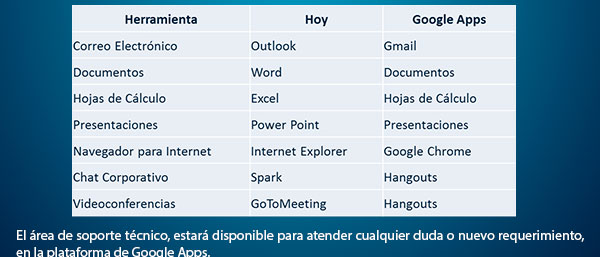 Herramienta Hoy Google Apps
Correo Electrónico Outlook Gmail
Documentos Word Documentos
Hojas de Cálculo Excel Hojas de Cálculo
Presentaciones Power Point Presentaciones
Navegador para Internet Internet Explorer Google Chrome
Chat Corporativo Spark Hangouts
Videoconferencias GoToMeeting Hangouts
El área de soporte técnico, estará disponible para atender cualquier duda o nuevo requerimiento,
en la plataforma de Google Apps.